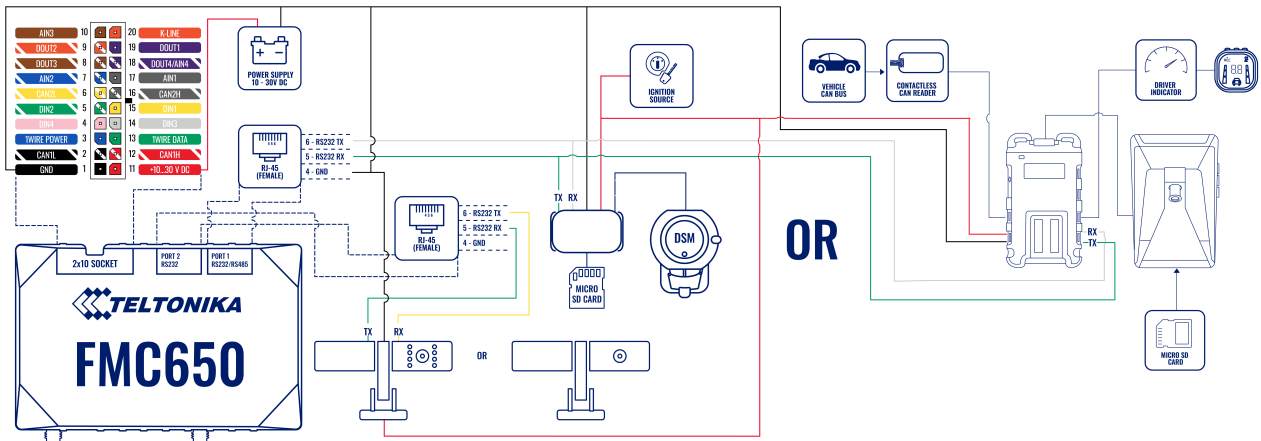 AIN3 10 20 K-LINE
DOUT2 9 19 DOUT1
DOUT3 8 18 DOUT4/AIN4
AIN2 7 17 AIN1
CAN2L 6 16 CAN2H
DIN2 5 15 DIN1
DIN4 4 14 DIN3
1WIRE POWER 3 13 1WIRE DATA
CAN1L 2 12 CAN1H
GND 1 11 +10...30 V DC
POWER SUPPLY
10 - 30V DC
IGNITION
SOURCE
VEHICLE
CAN BUS
CONTACTLESS
CAN READER
DRIVER
INDICATOR
88
456
RJ-45
(FEMALE)
6 - RS232 TX
5 - RS232 RX
4 - GND
456
RJ-45
(FEMALE)
6 - RS232 TX
5 - RS232 RX
4 - GND
TX RX
DSM
MICRO
SD CARD
OR
RX
TX
MICRO SD
CARD
2x10 SOCKET
PORT 2
RS232
PORT 1
RS232/RS485
TELTONIKA
FMC650
TX RX
OR